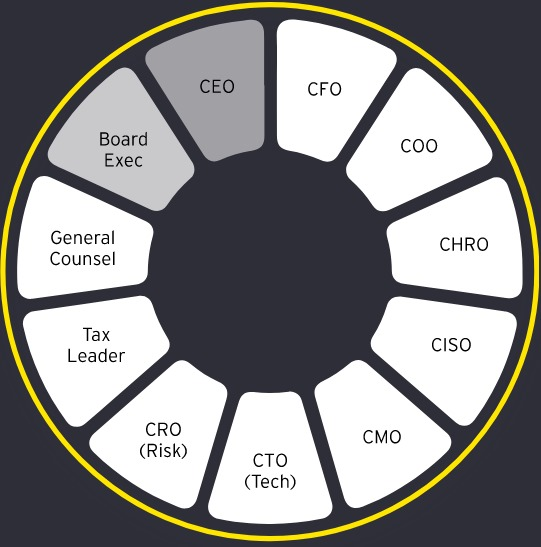 CEO
CFO
COO
CHRO
CISO
CMO
CTO
(Tech)
CRO
(Risk)
Tax
Leader
General
Counsel
Board
Exec